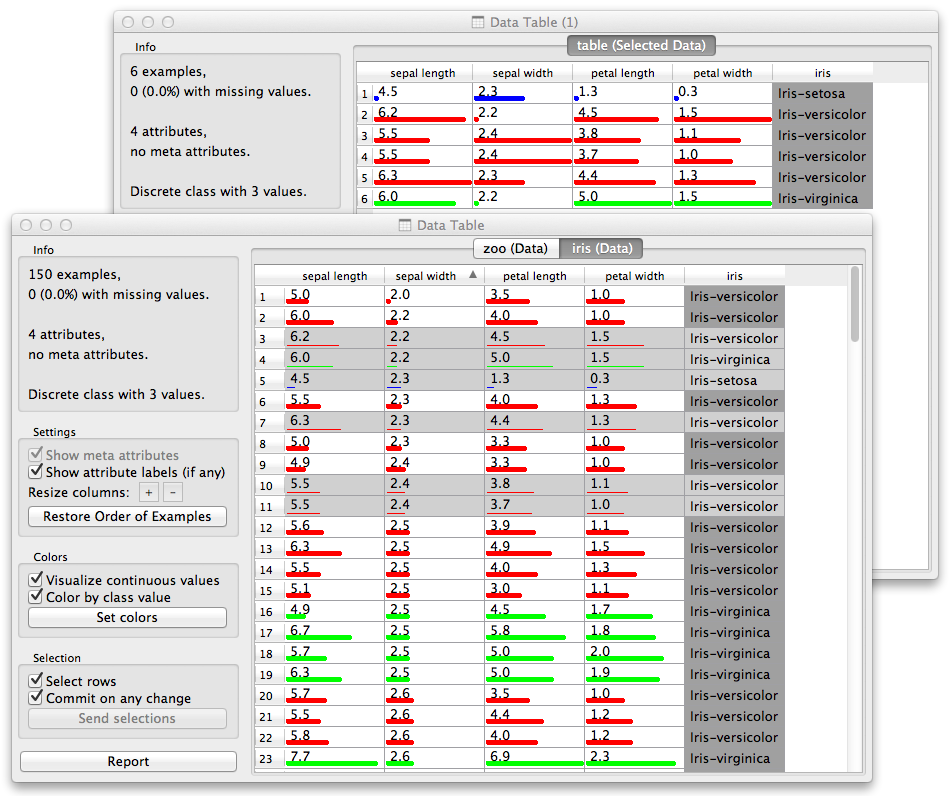 Data Table (1)
Info
6 examples,
0 (0.0%) with missing values.
4 attributes,
no meta attributes.
Discrete class with 3 values.
table (Selected Data)
sepal length sepal width petal length petal width iris
1 4.5 2.3 1.3 0.3 Iris-setosa
2 6.2 2.2 4.5 1.5 Iris-versicolor
3 5.5 2.4 3.8 1.1 Iris-versicolor
4 5.5 2.4 3.7 1.0 Iris-versicolor
5 6.3 2.3 4.4 1.3 Iris-versicolor
6 6.0 2.2 5.0 1.5 Iris-virginica
Data Table
Info
150 examples,
0 (0.0%) with missing values.
4 attributes,
no meta attributes.
Discrete class with 3 values.
Settings
Show meta attributes
Show attribute labels (if any)
Resize columns: + -
Restore Order of Examples
Colors
Visualize continuous values
Color by class value
Set colors
Selection
Select rows
Commit on any change
Send selections
Report
zoo (Data) iris (Data)
sepal length sepal width petal length petal width iris
1 5.0 2.0 3.5 1.0 Iris-versicolor
2 6.0 2.2 4.0 1.0 Iris-versicolor
3 6.2 2.2 4.5 1.5 Iris-versicolor
4 6.0 2.2 5.0 1.5 Iris-virginica
5 4.5 2.3 1.3 0.3 Iris-setosa
6 5.5 2.3 4.0 1.3 Iris-versicolor
7 6.3 2.3 4.4 1.3 Iris-versicolor
8 5.0 2.3 3.3 1.0 Iris-versicolor
9 4.9 2.4 3.3 1.0 Iris-versicolor
10 5.5 2.4 3.8 1.1 Iris-versicolor
11 5.5 2.4 3.7 1.0 Iris-versicolor
12 5.6 2.5 3.9 1.1 Iris-versicolor
13 6.3 2.5 4.9 1.5 Iris-versicolor
14 5.5 2.5 4.0 1.3 Iris-versicolor
15 5.1 2.5 3.0 1.1 Iris-versicolor
16 4.9 2.5 4.5 1.7 Iris-virginica
17 6.7 2.5 5.8 1.8 Iris-virginica
18 5.7 2.5 5.0 2.0 Iris-virginica
19 6.3 2.5 5.0 1.9 Iris-virginica
20 5.7 2.6 3.5 1.0 Iris-versicolor
21 5.5 2.6 4.4 1.2 Iris-versicolor
22 5.8 2.6 4.0 1.2 Iris-versicolor
23 7.7 2.6 6.9 2.3 Iris-virginica